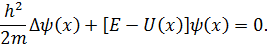 h²/2m Δψ(x) + [E − U(x)]ψ(x) = 0.